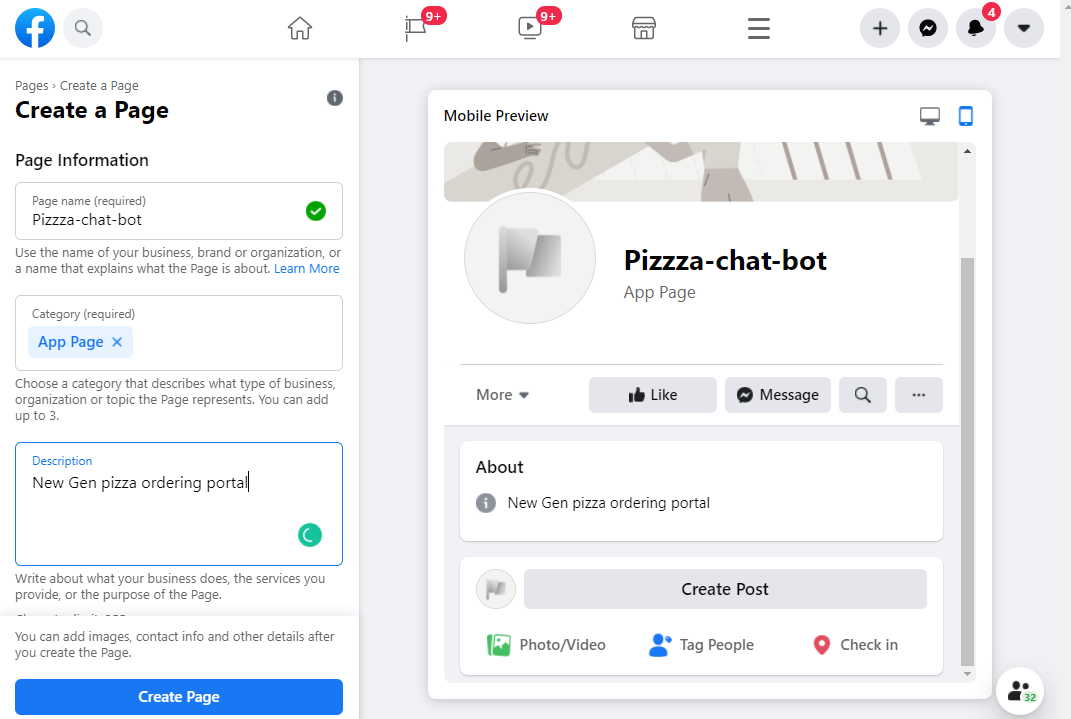 9+
9+
4
Pages › Create a Page
Create a Page
Page Information
Page name (required)
Pizzza-chat-bot
Use the name of your business, brand or organization, or
a name that explains what the Page is about. Learn More
Category (required)
App Page
Choose a category that describes what type of business,
organization or topic the Page represents. You can add
up to 3.
Description
New Gen pizza ordering portal
Write about what your business does, the services you
provide, or the purpose of the Page.
You can add images, contact info and other details after
you create the Page.
Create Page
Mobile Preview
Pizzza-chat-bot
App Page
More
Like
Message
About
New Gen pizza ordering portal
Create Post
Photo/Video
Tag People
Check in
32